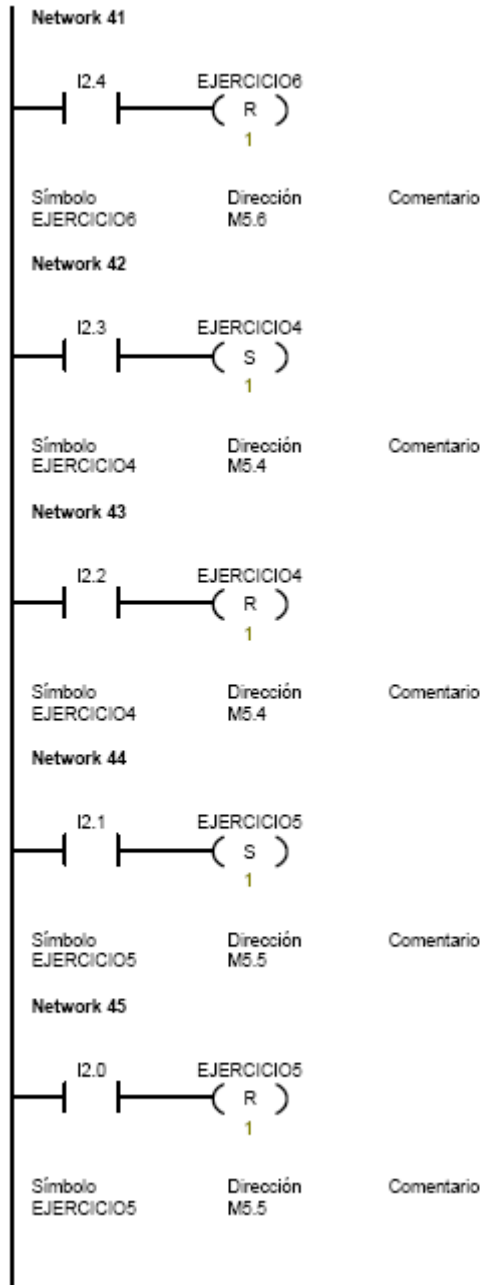 Network 41
I2.4 EJERCICIO6
R
1
Símbolo Dirección Comentario
EJERCICIO6 M5.6
Network 42
I2.3 EJERCICIO4
S
1
Símbolo Dirección Comentario
EJERCICIO4 M5.4
Network 43
I2.2 EJERCICIO4
R
1
Símbolo Dirección Comentario
EJERCICIO4 M5.4
Network 44
I2.1 EJERCICIO5
S
1
Símbolo Dirección Comentario
EJERCICIO5 M5.5
Network 45
I2.0 EJERCICIO5
R
1
Símbolo Dirección Comentario
EJERCICIO5 M5.5